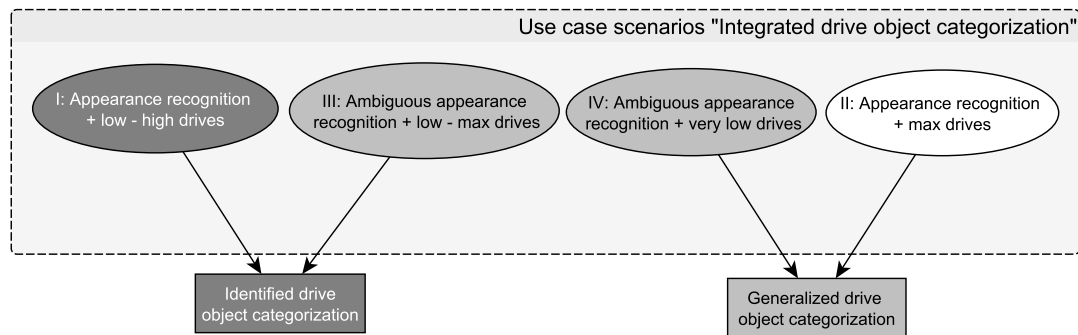 Use case scenarios "Integrated drive object categorization"
I: Appearance recognition
+ low - high drives
III: Ambiguous appearance
recognition + low - max drives
IV: Ambiguous appearance
recognition + very low drives
II: Appearance recognition
+ max drives
Identified drive
object categorization
Generalized drive
object categorization